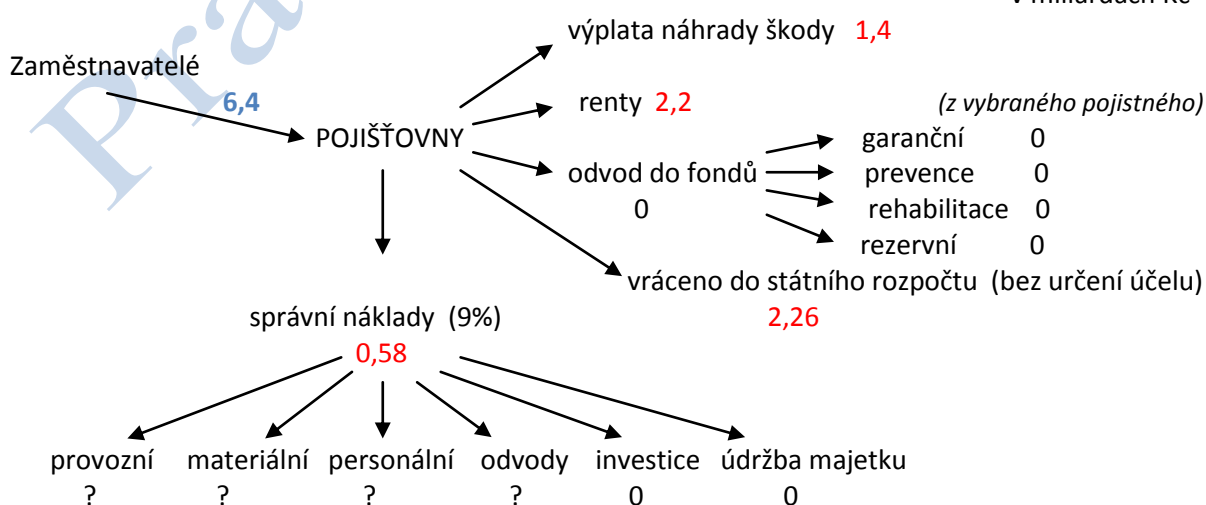 v miliardách Kč
výplata náhrady škody 1,4
Zaměstnavatelé
6,4
renty 2,2
(z vybraného pojistného)
POJIŠŤOVNY
garanční 0
odvod do fondů
prevence 0
0
rehabilitace 0
rezervní 0
vráceno do státního rozpočtu (bez určení účelu)
2,26
správní náklady (9%)
0,58
provozní materiální personální odvody investice údržba majetku
? ? ? ? 0 0